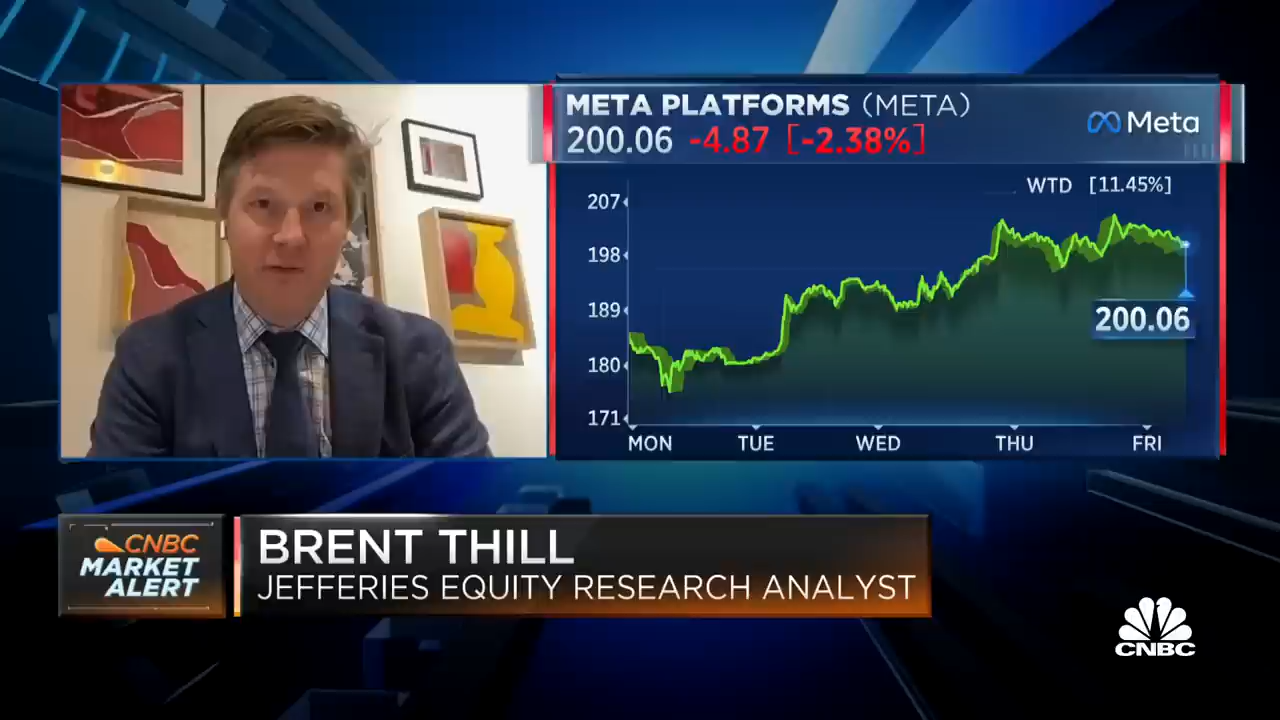 META PLATFORMS (META)
200.06 -4.87 [-2.38%]
Meta
WTD [11.45%]
207
198
189
180
171
200.06
MON TUE WED THU FRI
CNBC
MARKET
ALERT
BRENT THILL
JEFFERIES EQUITY RESEARCH ANALYST
CNBC